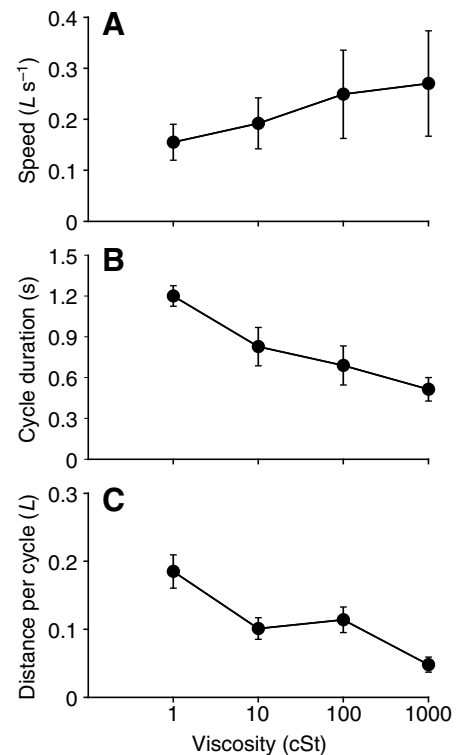 A
0.4
0.3
0.2
0.1
0
Speed (L s−1)
B
1.5
1.2
0.9
0.6
0.3
0
Cycle duration (s)
C
0.3
0.2
0.1
0
Distance per cycle (L)
1 10 100 1000
Viscosity (cSt)